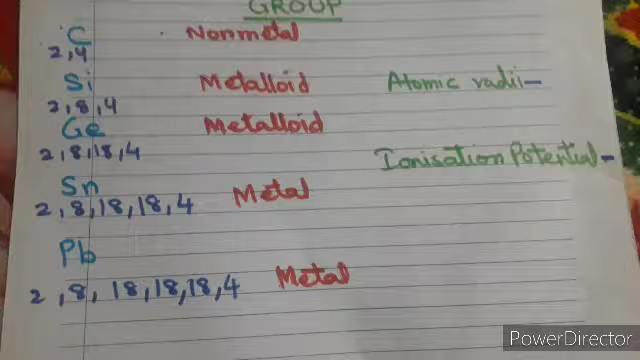 GROUP
C Nonmetal
2,4
Si Metalloid Atomic radii-
2,8,4
Ge Metalloid
2,8,18,4 Ionisation Potential-
Sn Metal
2,8,18,18,4
Pb
2,8,18,18,18,4 Metal
PowerDirector